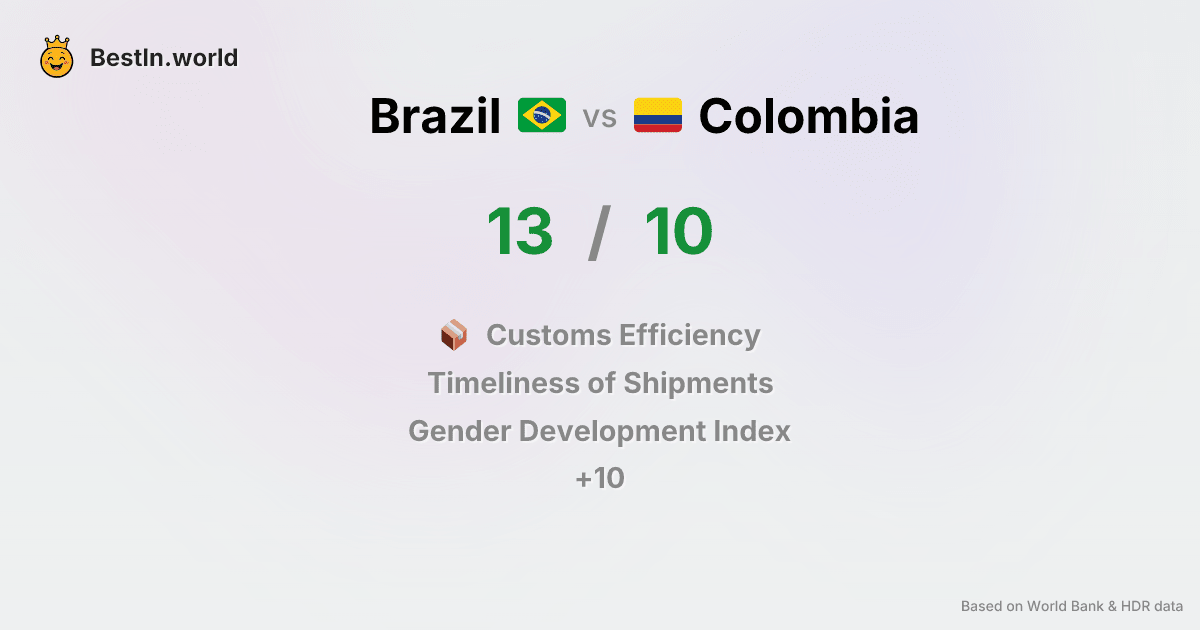 BestIn.world
Brazil vs Colombia
13 / 10
Customs Efficiency
Timeliness of Shipments
Gender Development Index
+10
Based on World Bank & HDR data